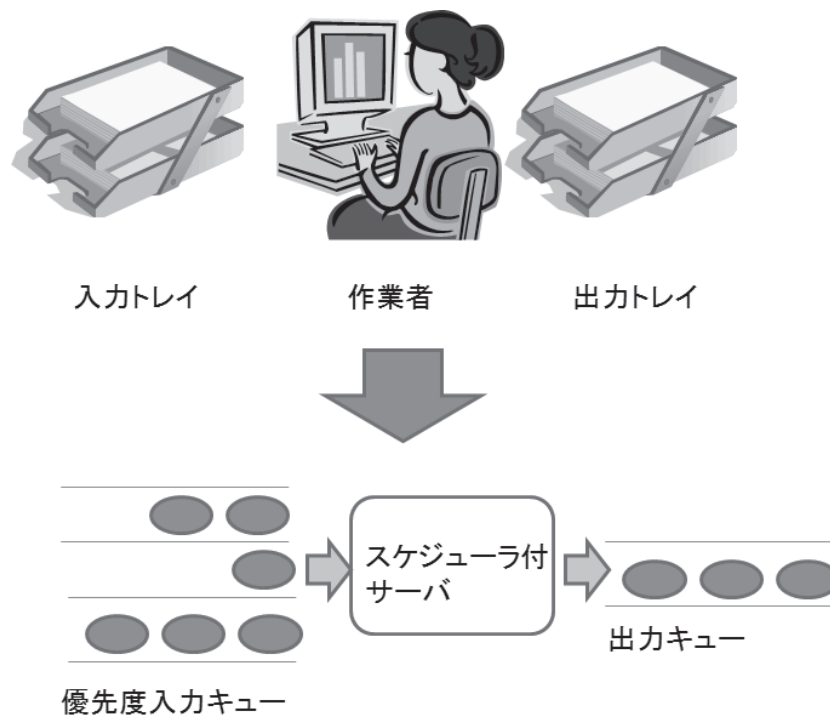 入力トレイ
作業者
出力トレイ
スケジューラ付
サーバ
出力キュー
優先度入力キュー